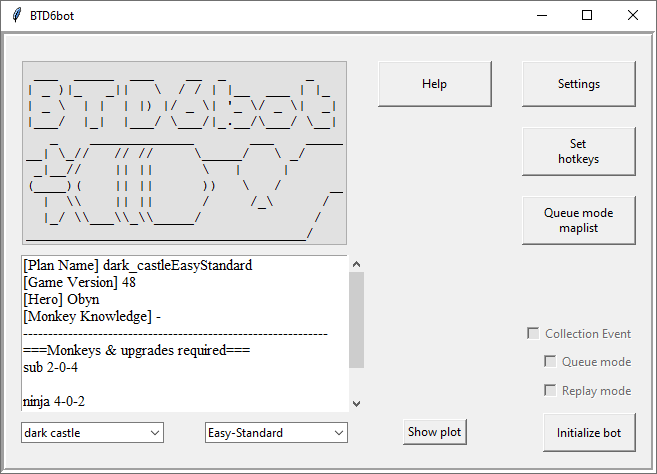 BTD6bot
BTD6bot
Help
Settings
Set
hotkeys
Queue mode
maplist
[Plan Name] dark_castleEasyStandard
[Game Version] 48
[Hero] Obyn
[Monkey Knowledge] -
-------------------------------------------------------------
===Monkeys & upgrades required===
sub 2-0-4
ninja 4-0-2
Collection Event
Queue mode
Replay mode
dark castle
Easy-Standard
Show plot
Initialize bot